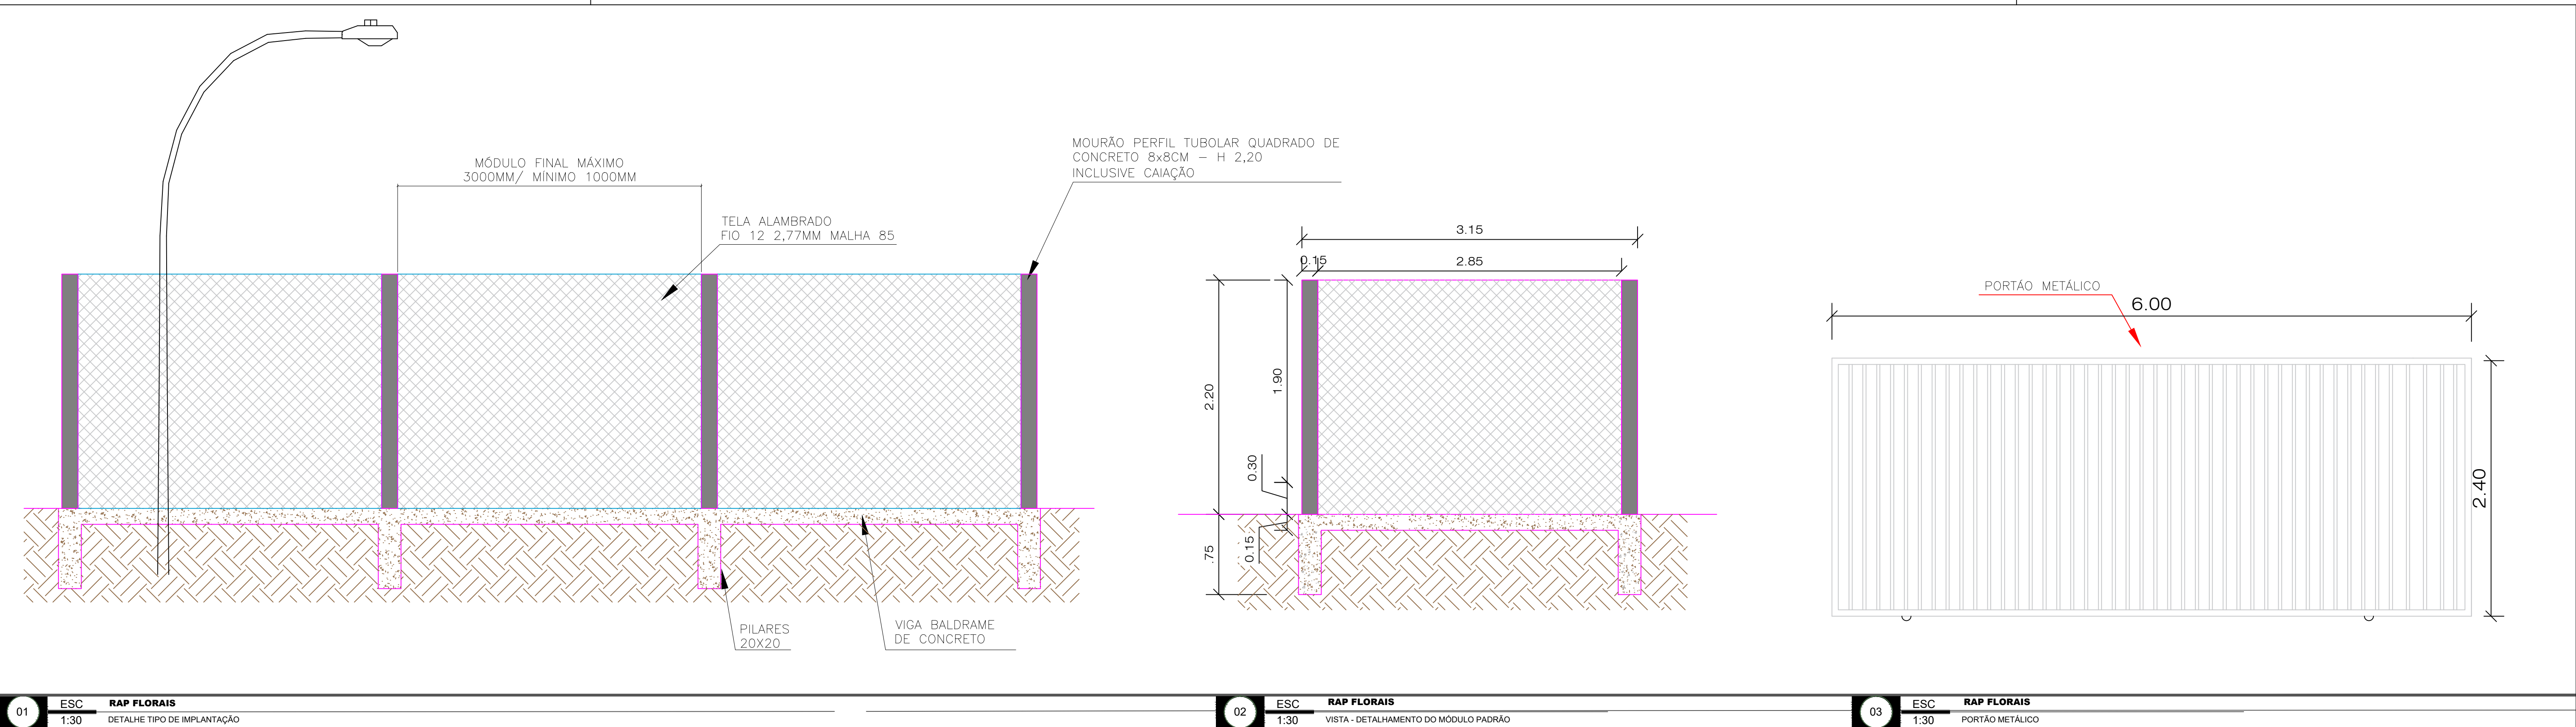 MÓDULO FINAL MÁXIMO
3000MM/ MÍNIMO 1000MM
TELA ALAMBRADO
FIO 12 2,77MM MALHA 85
MOURÃO PERFIL TUBOLAR QUADRADO DE
CONCRETO 8x8CM – H 2,20
INCLUSIVE CAIAÇÃO
PILARES
20X20
VIGA BALDRAME
DE CONCRETO
3.15
0.15
2.85
2.20
1.90
0.30
0.15
.75
PORTÃO METÁLICO
6.00
2.40
01
ESC
1:30
RAP FLORAIS
DETALHE TIPO DE IMPLANTAÇÃO
02
ESC
1:30
RAP FLORAIS
VISTA - DETALHAMENTO DO MÓDULO PADRÃO
03
ESC
1:30
RAP FLORAIS
PORTÃO METÁLICO